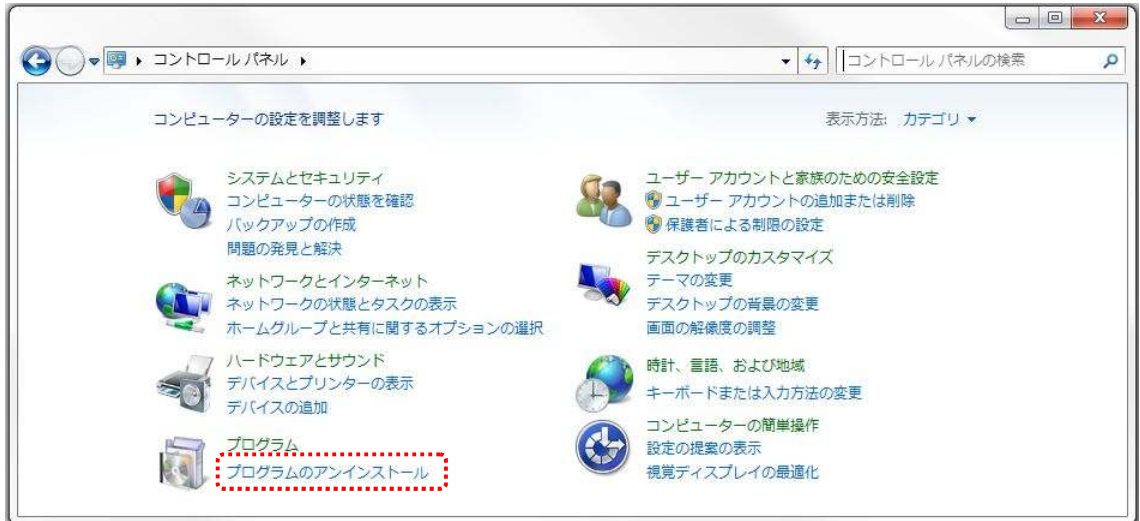 コントロール パネル
コントロール パネルの検索
コンピューターの設定を調整します
表示方法: カテゴリ
システムとセキュリティ
コンピューターの状態を確認
バックアップの作成
問題の発見と解決
ネットワークとインターネット
ネットワークの状態とタスクの表示
ホームグループと共有に関するオプションの選択
ハードウェアとサウンド
デバイスとプリンターの表示
デバイスの追加
プログラム
プログラムのアンインストール
ユーザー アカウントと家族のための安全設定
ユーザー アカウントの追加または削除
保護者による制限の設定
デスクトップのカスタマイズ
テーマの変更
デスクトップの背景の変更
画面の解像度の調整
時計、言語、および地域
キーボードまたは入力方法の変更
コンピューターの簡単操作
設定の提案の表示
視覚ディスプレイの最適化